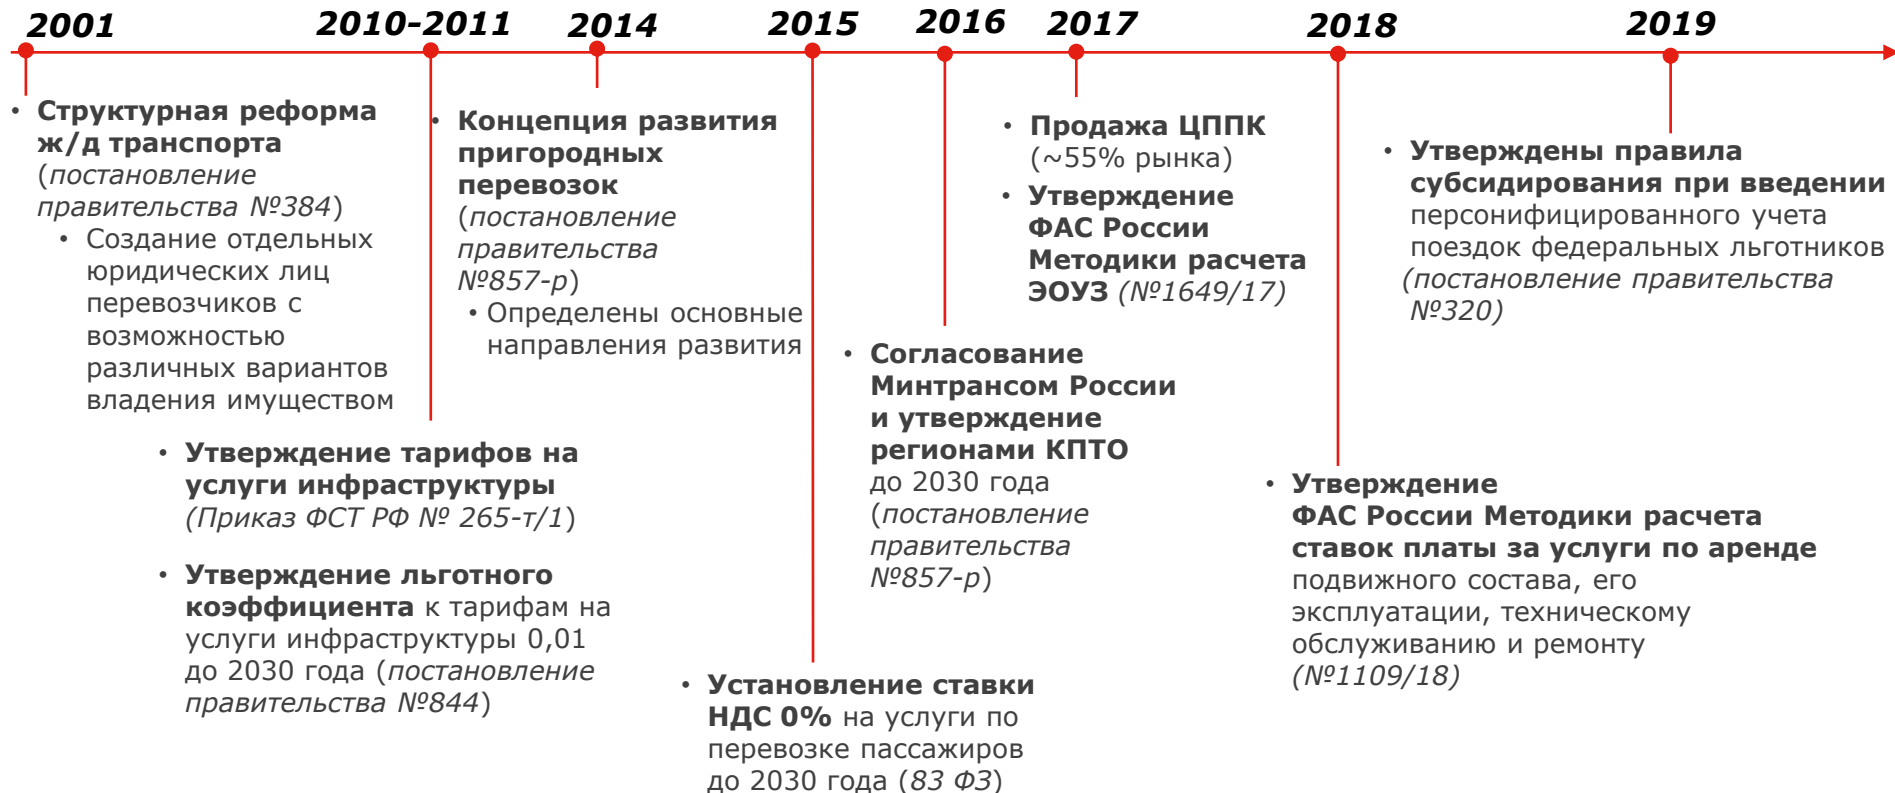 2001
2010-2011
2014
2015
2016
2017
2018
2019
• Структурная реформа
ж/д транспорта
(постановление
правительства №384)
• Создание отдельных
юридических лиц
перевозчиков с
возможностью
различных вариантов
владения имуществом
• Утверждение тарифов на
услуги инфраструктуры
(Приказ ФСТ РФ № 265-т/1)
• Утверждение льготного
коэффициента к тарифам на
услуги инфраструктуры 0,01
до 2030 года (постановление
правительства №844)
• Концепция развития
пригородных
перевозок
(постановление
правительства
№857-р)
• Определены основные
направления развития
• Установление ставки
НДС 0% на услуги по
перевозке пассажиров
до 2030 года (83 ФЗ)
• Согласование
Минтрансом России
и утверждение
регионами КПТО
до 2030 года
(постановление
правительства
№857-р)
• Продажа ЦППК
(~55% рынка)
• Утверждение
ФАС России
Методики расчета
ЭОУЗ (№1649/17)
• Утверждение
ФАС России Методики расчета
ставок платы за услуги по аренде
подвижного состава, его
эксплуатации, техническому
обслуживанию и ремонту
(№1109/18)
• Утверждены правила
субсидирования при введении
персонифицированного учета
поездок федеральных льготников
(постановление правительства
№320)